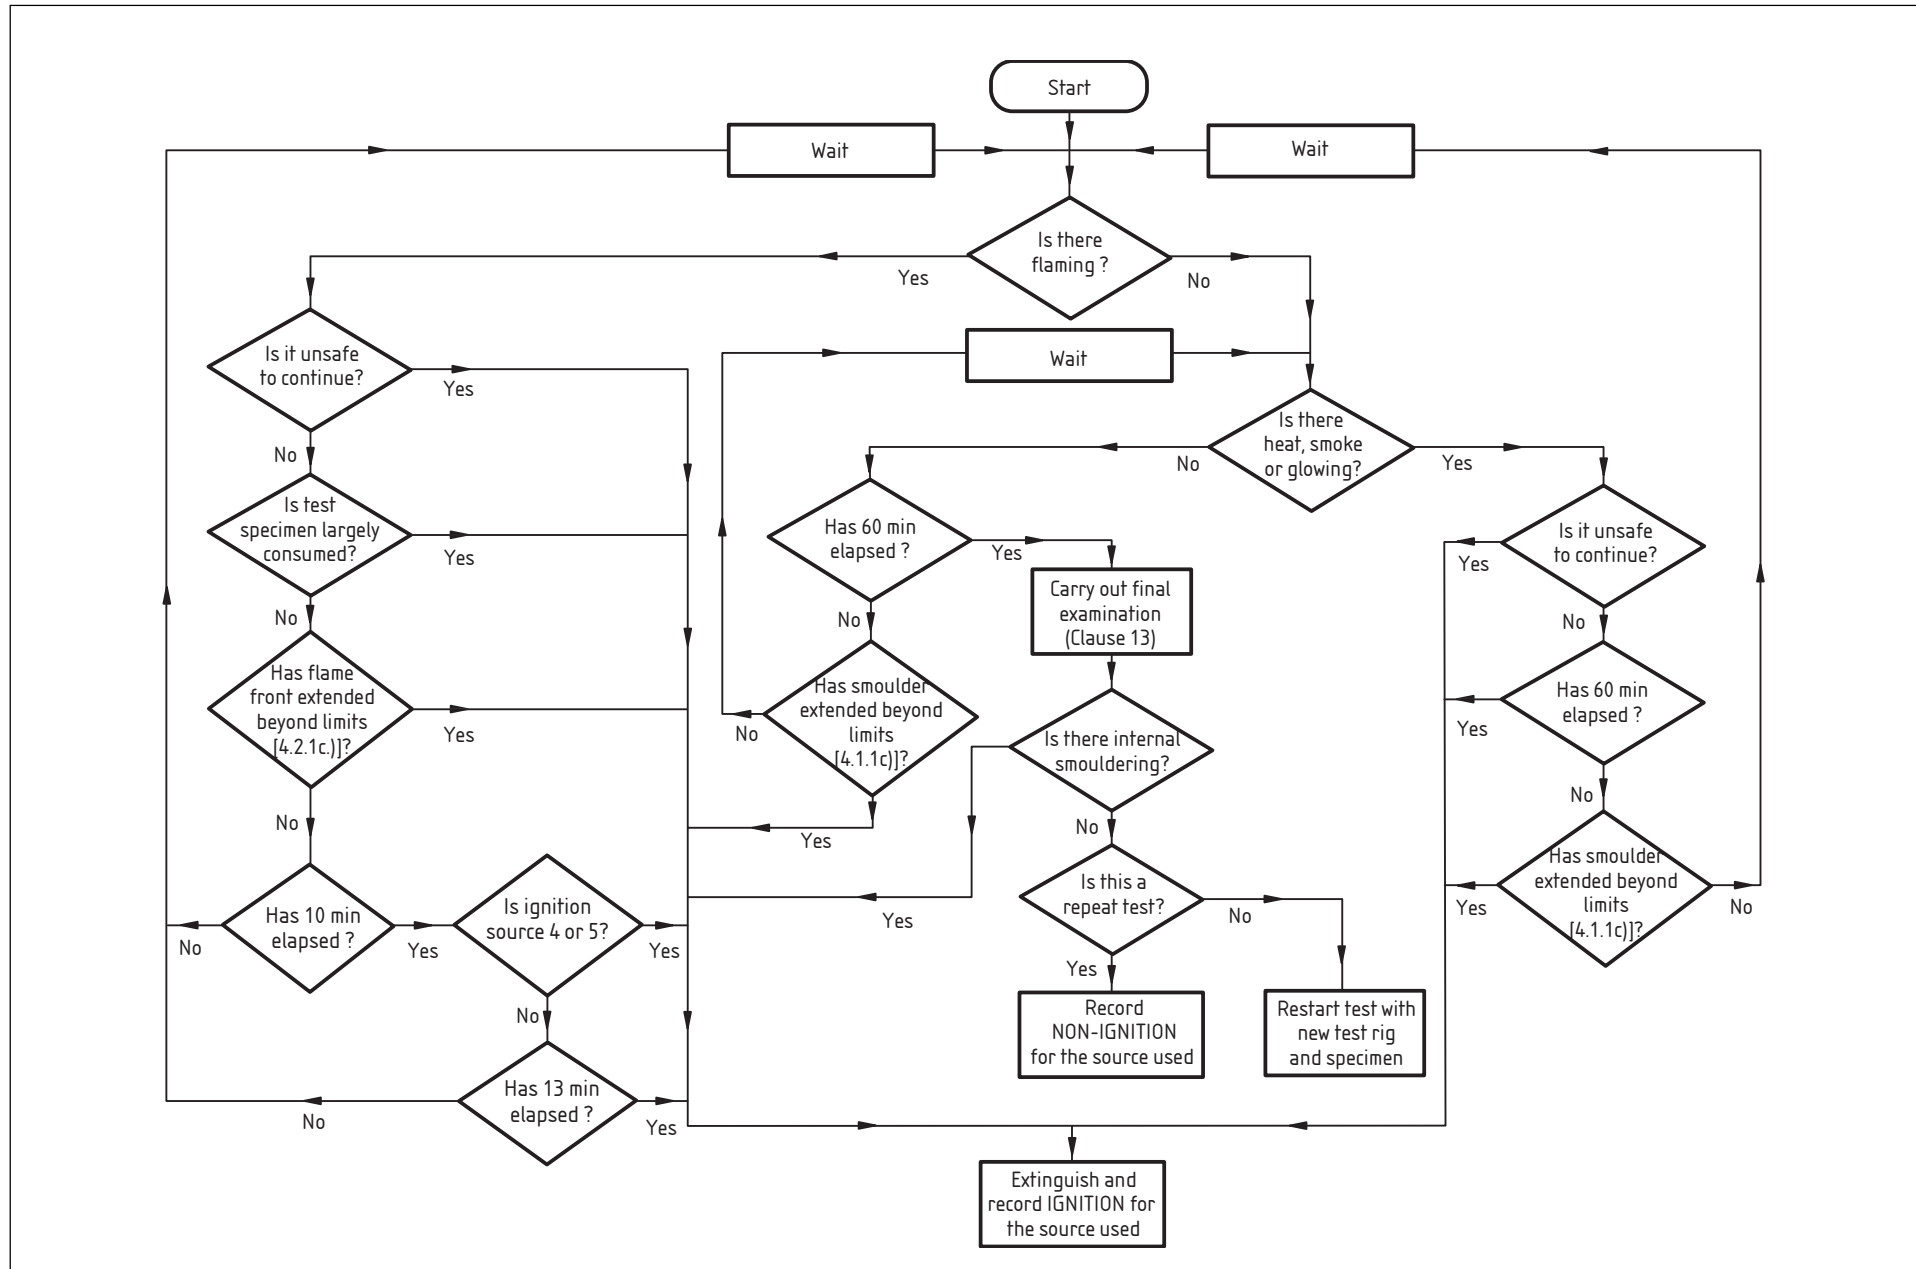 Start
Wait
Wait
Is there
flaming ?
Yes
No
Is it unsafe
to continue?
Yes
No
Wait
Is there
heat, smoke
or glowing?
No
Yes
Is test
specimen largely
consumed?
Yes
No
Has 60 min
elapsed ?
Yes
No
Carry out final
examination
(Clause 13)
Is it unsafe
to continue?
Yes
No
Has flame
front extended
beyond limits
[4.2.1c.)]?
Yes
No
Has smoulder
extended beyond
limits
[4.1.1c)]?
No
Yes
Is there internal
smouldering?
Yes
No
Has 60 min
elapsed ?
Yes
No
Has 10 min
elapsed ?
No
Yes
Is ignition
source 4 or 5?
Yes
No
Is this a
repeat test?
No
Yes
Has smoulder
extended beyond
limits
[4.1.1c)]?
Yes
No
Record
NON-IGNITION
for the source used
Restart test with
new test rig
and specimen
Has 13 min
elapsed ?
No
Yes
Extinguish and
record IGNITION for
the source used